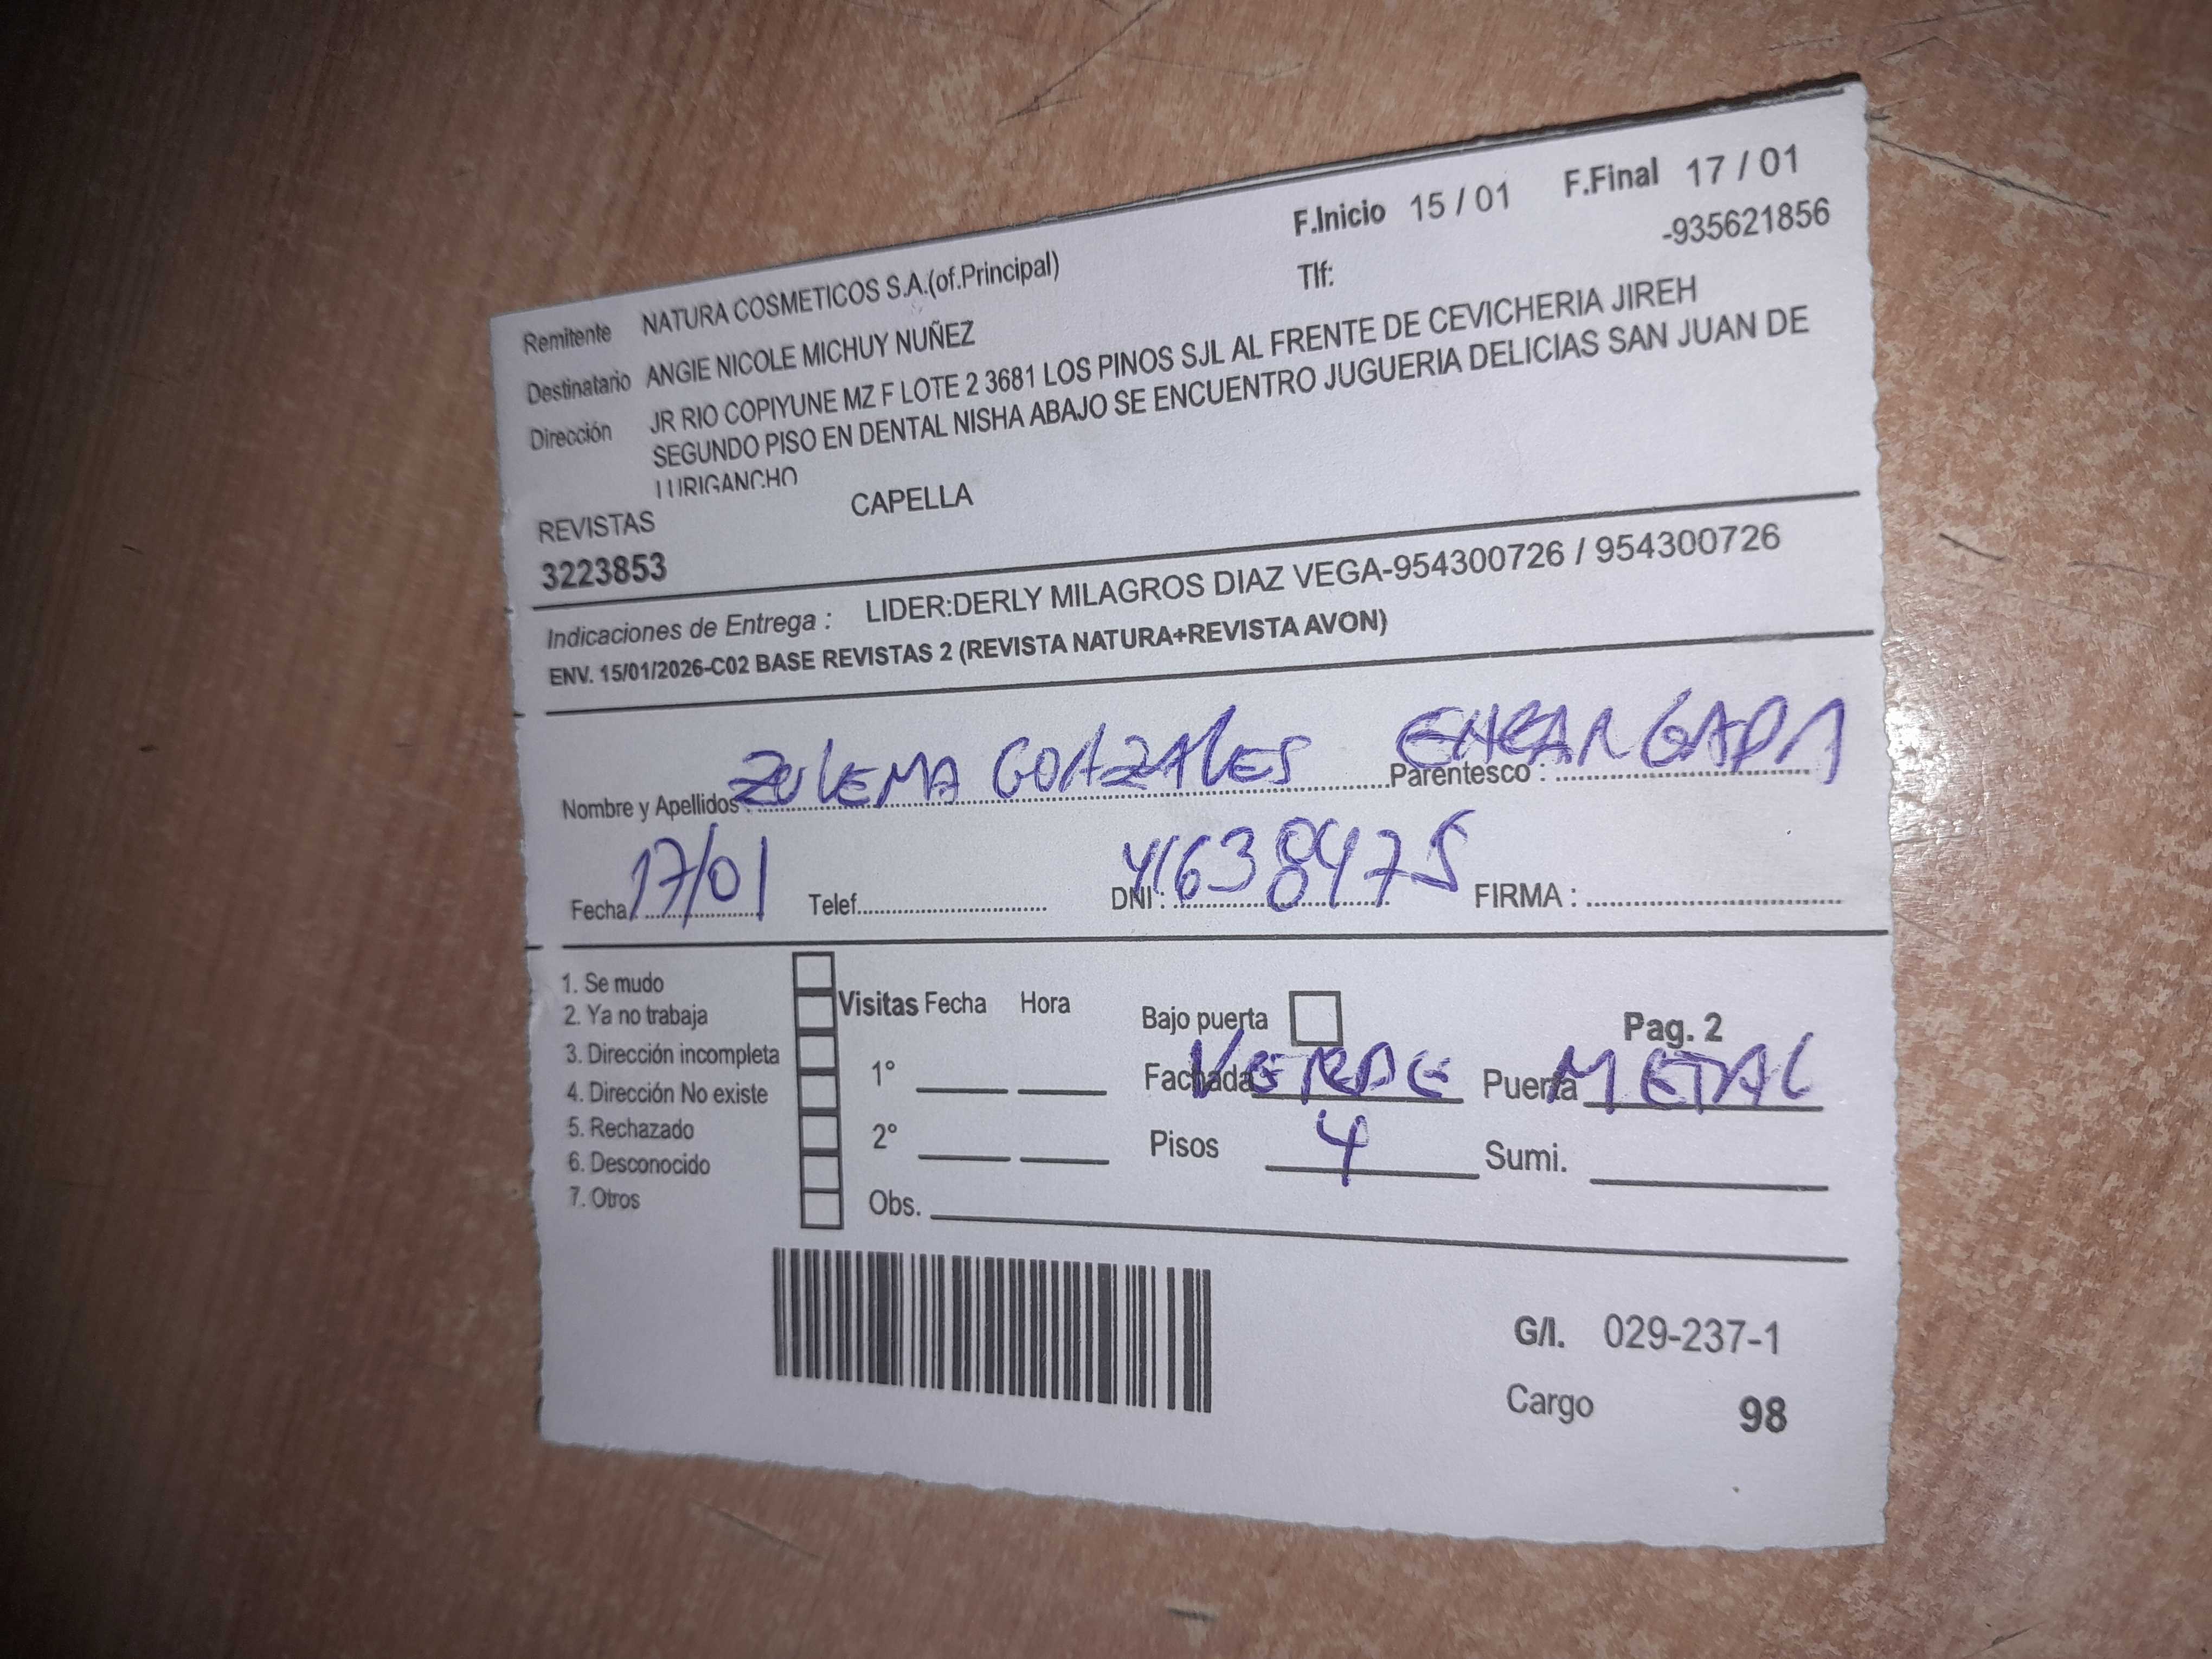 F.Inicio 15 / 01 F.Final 17 / 01
Remitente NATURA COSMETICOS S.A.(of.Principal) Tlf: -935621856
Destinatario ANGIE NICOLE MICHUY NUÑEZ
Dirección JR RIO COPIYUNE MZ F LOTE 2 3681 LOS PINOS SJL AL FRENTE DE CEVICHERIA JIREH
SEGUNDO PISO EN DENTAL NISHA ABAJO SE ENCUENTRO JUGUERIA DELICIAS SAN JUAN DE
LURIGANCHO
REVISTAS CAPELLA
3223853
Indicaciones de Entrega : LIDER:DERLY MILAGROS DIAZ VEGA-954300726 / 954300726
ENV. 15/01/2026-C02 BASE REVISTAS 2 (REVISTA NATURA+REVISTA AVON)
Nombre y Apellidos : ZULEMA GONZALES Parentesco : ENCARGADA
Fecha 17/01 Telef. DNI : 41638475 FIRMA :
1. Se mudo
2. Ya no trabaja
3. Dirección incompleta
4. Dirección No existe
5. Rechazado
6. Desconocido
7. Otros
Visitas Fecha Hora
1°
2°
Obs.
Bajo puerta Pag. 2
Fachada VERDE Puerta METAL
Pisos 4 Sumi.
G/I. 029-237-1
Cargo 98